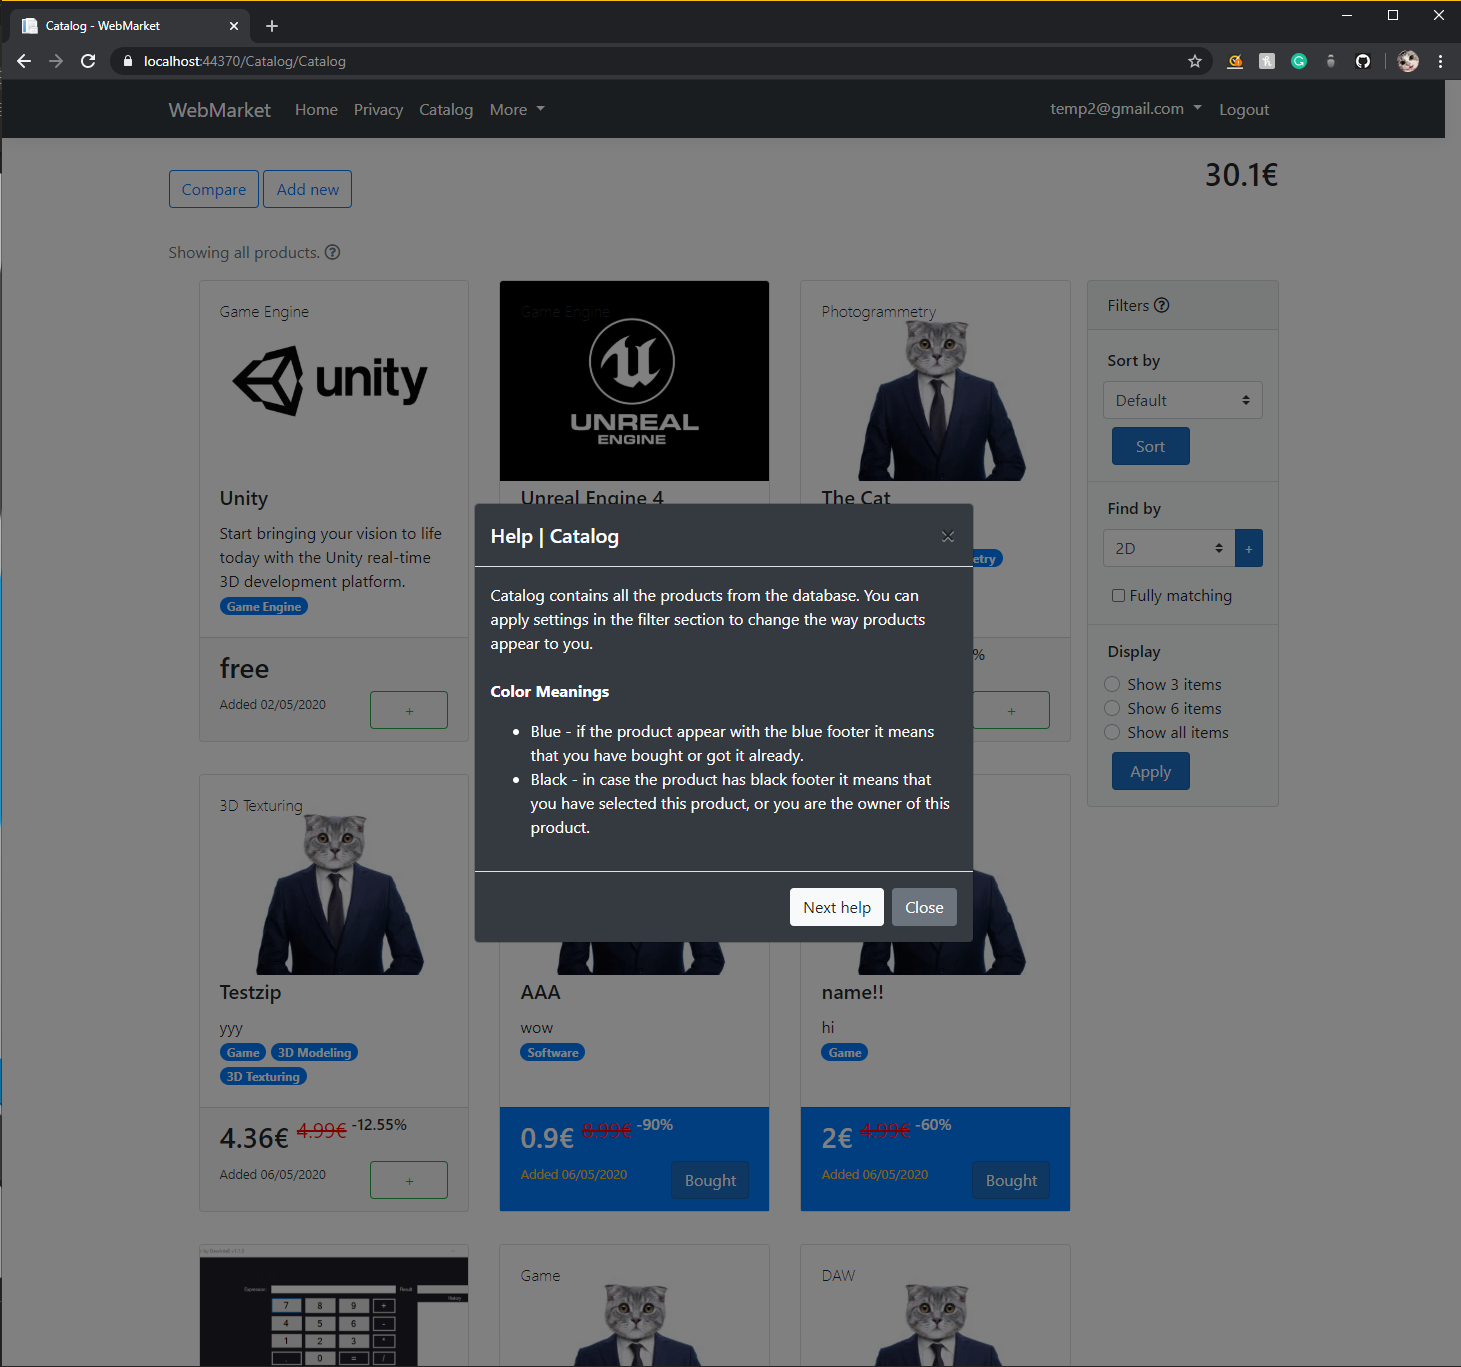 Catalog - WebMarket
localhost:44370/Catalog/Catalog
WebMarket Home Privacy Catalog More temp2@gmail.com Logout
Compare Add new 30.1€
Showing all products.
Game Engine
unity
Unity
Start bringing your vision to life
today with the Unity real-time
3D development platform.
Game Engine
free
Added 02/05/2020
+
Game Engine
UNREAL
ENGINE
Unreal Engine 4
Photogrammetry
The Cat
etry
%
+
Filters
Sort by
Default
Sort
Find by
2D +
Fully matching
Display
Show 3 items
Show 6 items
Show all items
Apply
Help | Catalog
×
Catalog contains all the products from the database. You can
apply settings in the filter section to change the way products
appear to you.
Color Meanings
• Blue - if the product appear with the blue footer it means
that you have bought or got it already.
• Black - in case the product has black footer it means that
you have selected this product, or you are the owner of this
product.
Next help Close
3D Texturing
Testzip
yyy
Game 3D Modeling
3D Texturing
4.36€ 4.99€ -12.55%
Added 06/05/2020
+
AAA
wow
Software
0.9€ 8.99€ -90%
Added 06/05/2020
Bought
name!!
hi
Game
2€ 4.99€ -60%
Added 06/05/2020
Bought
Expression Result
History
7 8 9 +
4 5 6 -
1 2 3 *
. 0 = /
Game
DAW